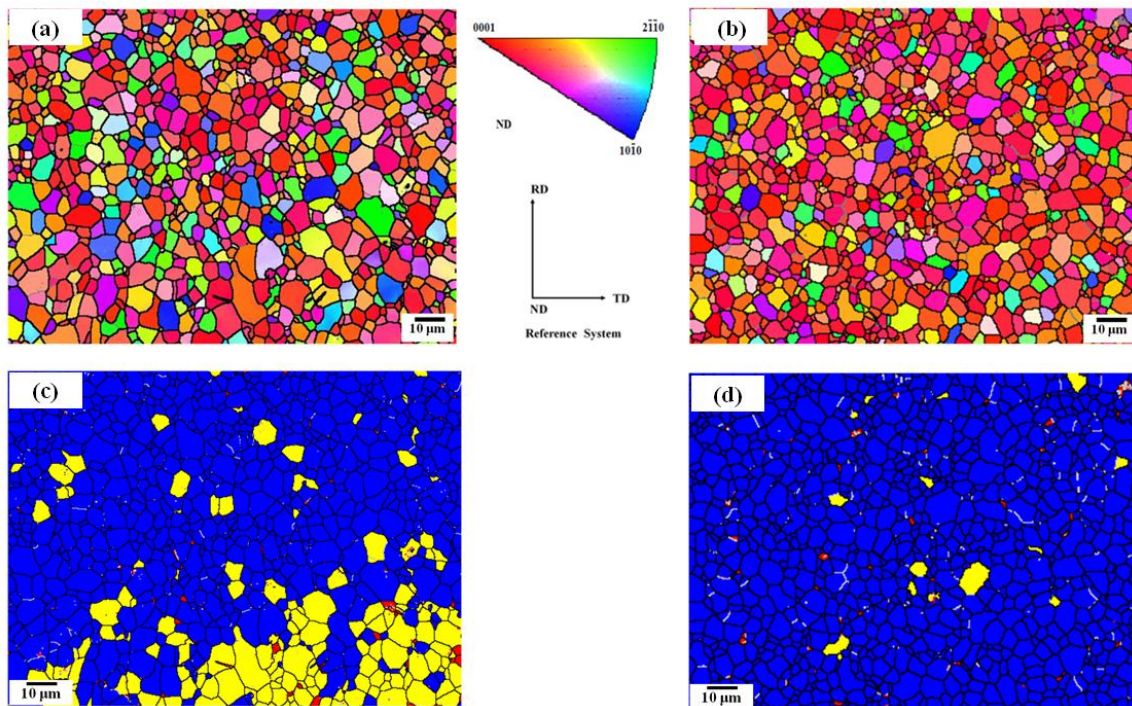 (a)
0001
2110
(b)
ND
1010
RD
ND
TD
Reference System
10 μm
10 μm
(c)
(d)
10 μm
10 μm